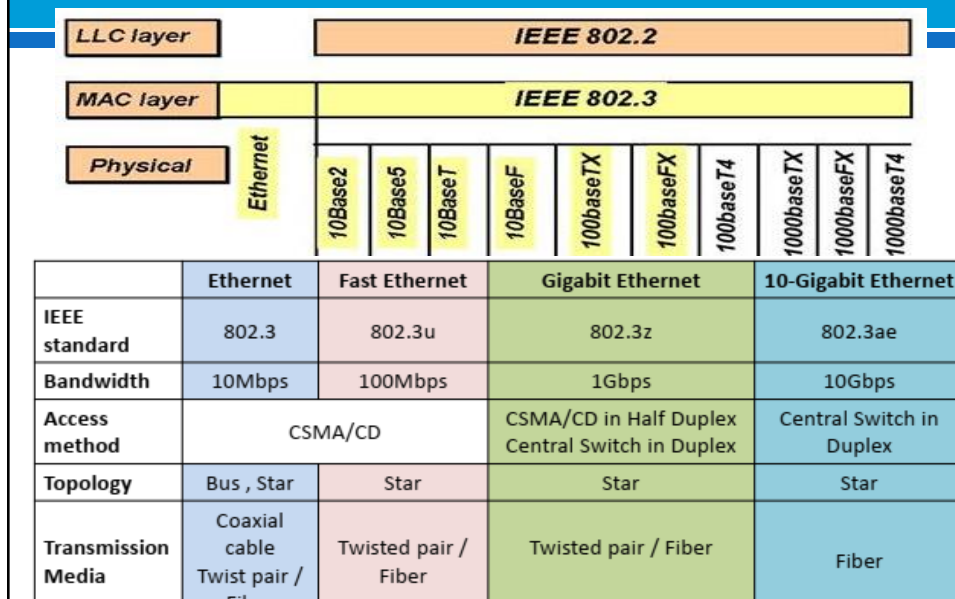 LLC layer IEEE 802.2
MAC layer IEEE 802.3
Physical Ethernet 10Base2 10Base5 10BaseT 10BaseF 100baseTX 100baseFX 100baseT4 1000baseTX 1000baseFX 1000baseT4
Ethernet Fast Ethernet Gigabit Ethernet 10-Gigabit Ethernet
IEEE
standard 802.3 802.3u 802.3z 802.3ae
Bandwidth 10Mbps 100Mbps 1Gbps 10Gbps
Access
method CSMA/CD CSMA/CD in Half Duplex
Central Switch in Duplex Central Switch in
Duplex
Topology Bus , Star Star Star Star
Transmission
Media Coaxial
cable
Twist pair /
Twisted pair /
Fiber Twisted pair / Fiber Fiber